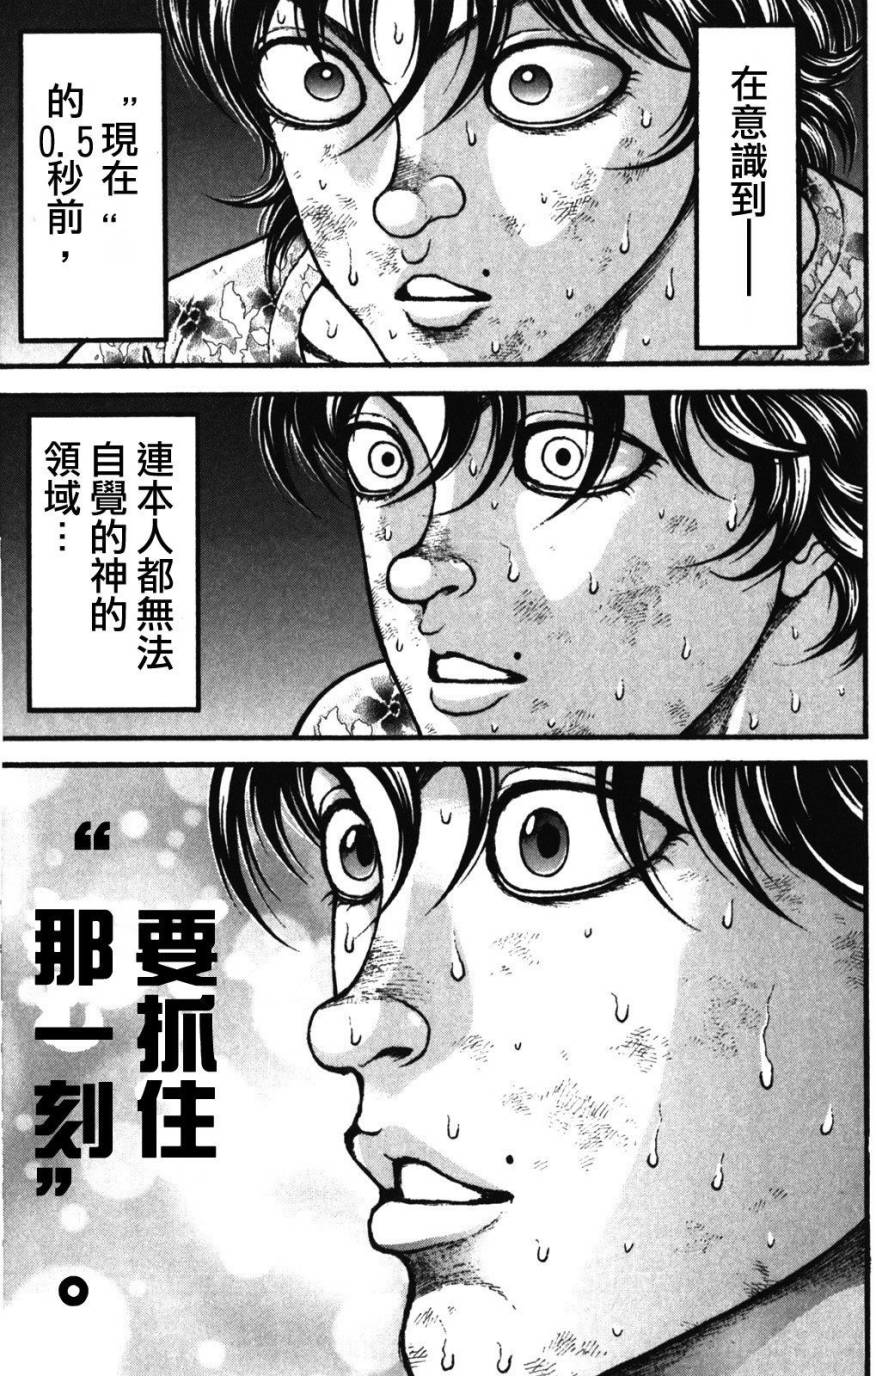 在意識到——
”現在“
的0.5秒前，
連本人都無法
自覺的神的
領域…
要抓住
“那一刻”。